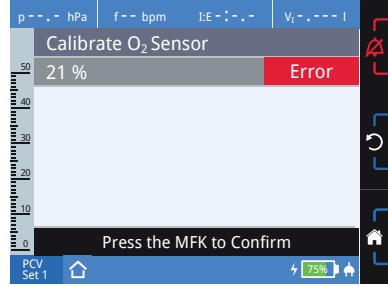 p--.- hPa f-- bpm I:E -:-.- V_I -.--- l
Calibrate O₂ Sensor
21 % Error
50
40
30
20
10
0
Press the MFK to Confirm
PCV
Set 1
75%